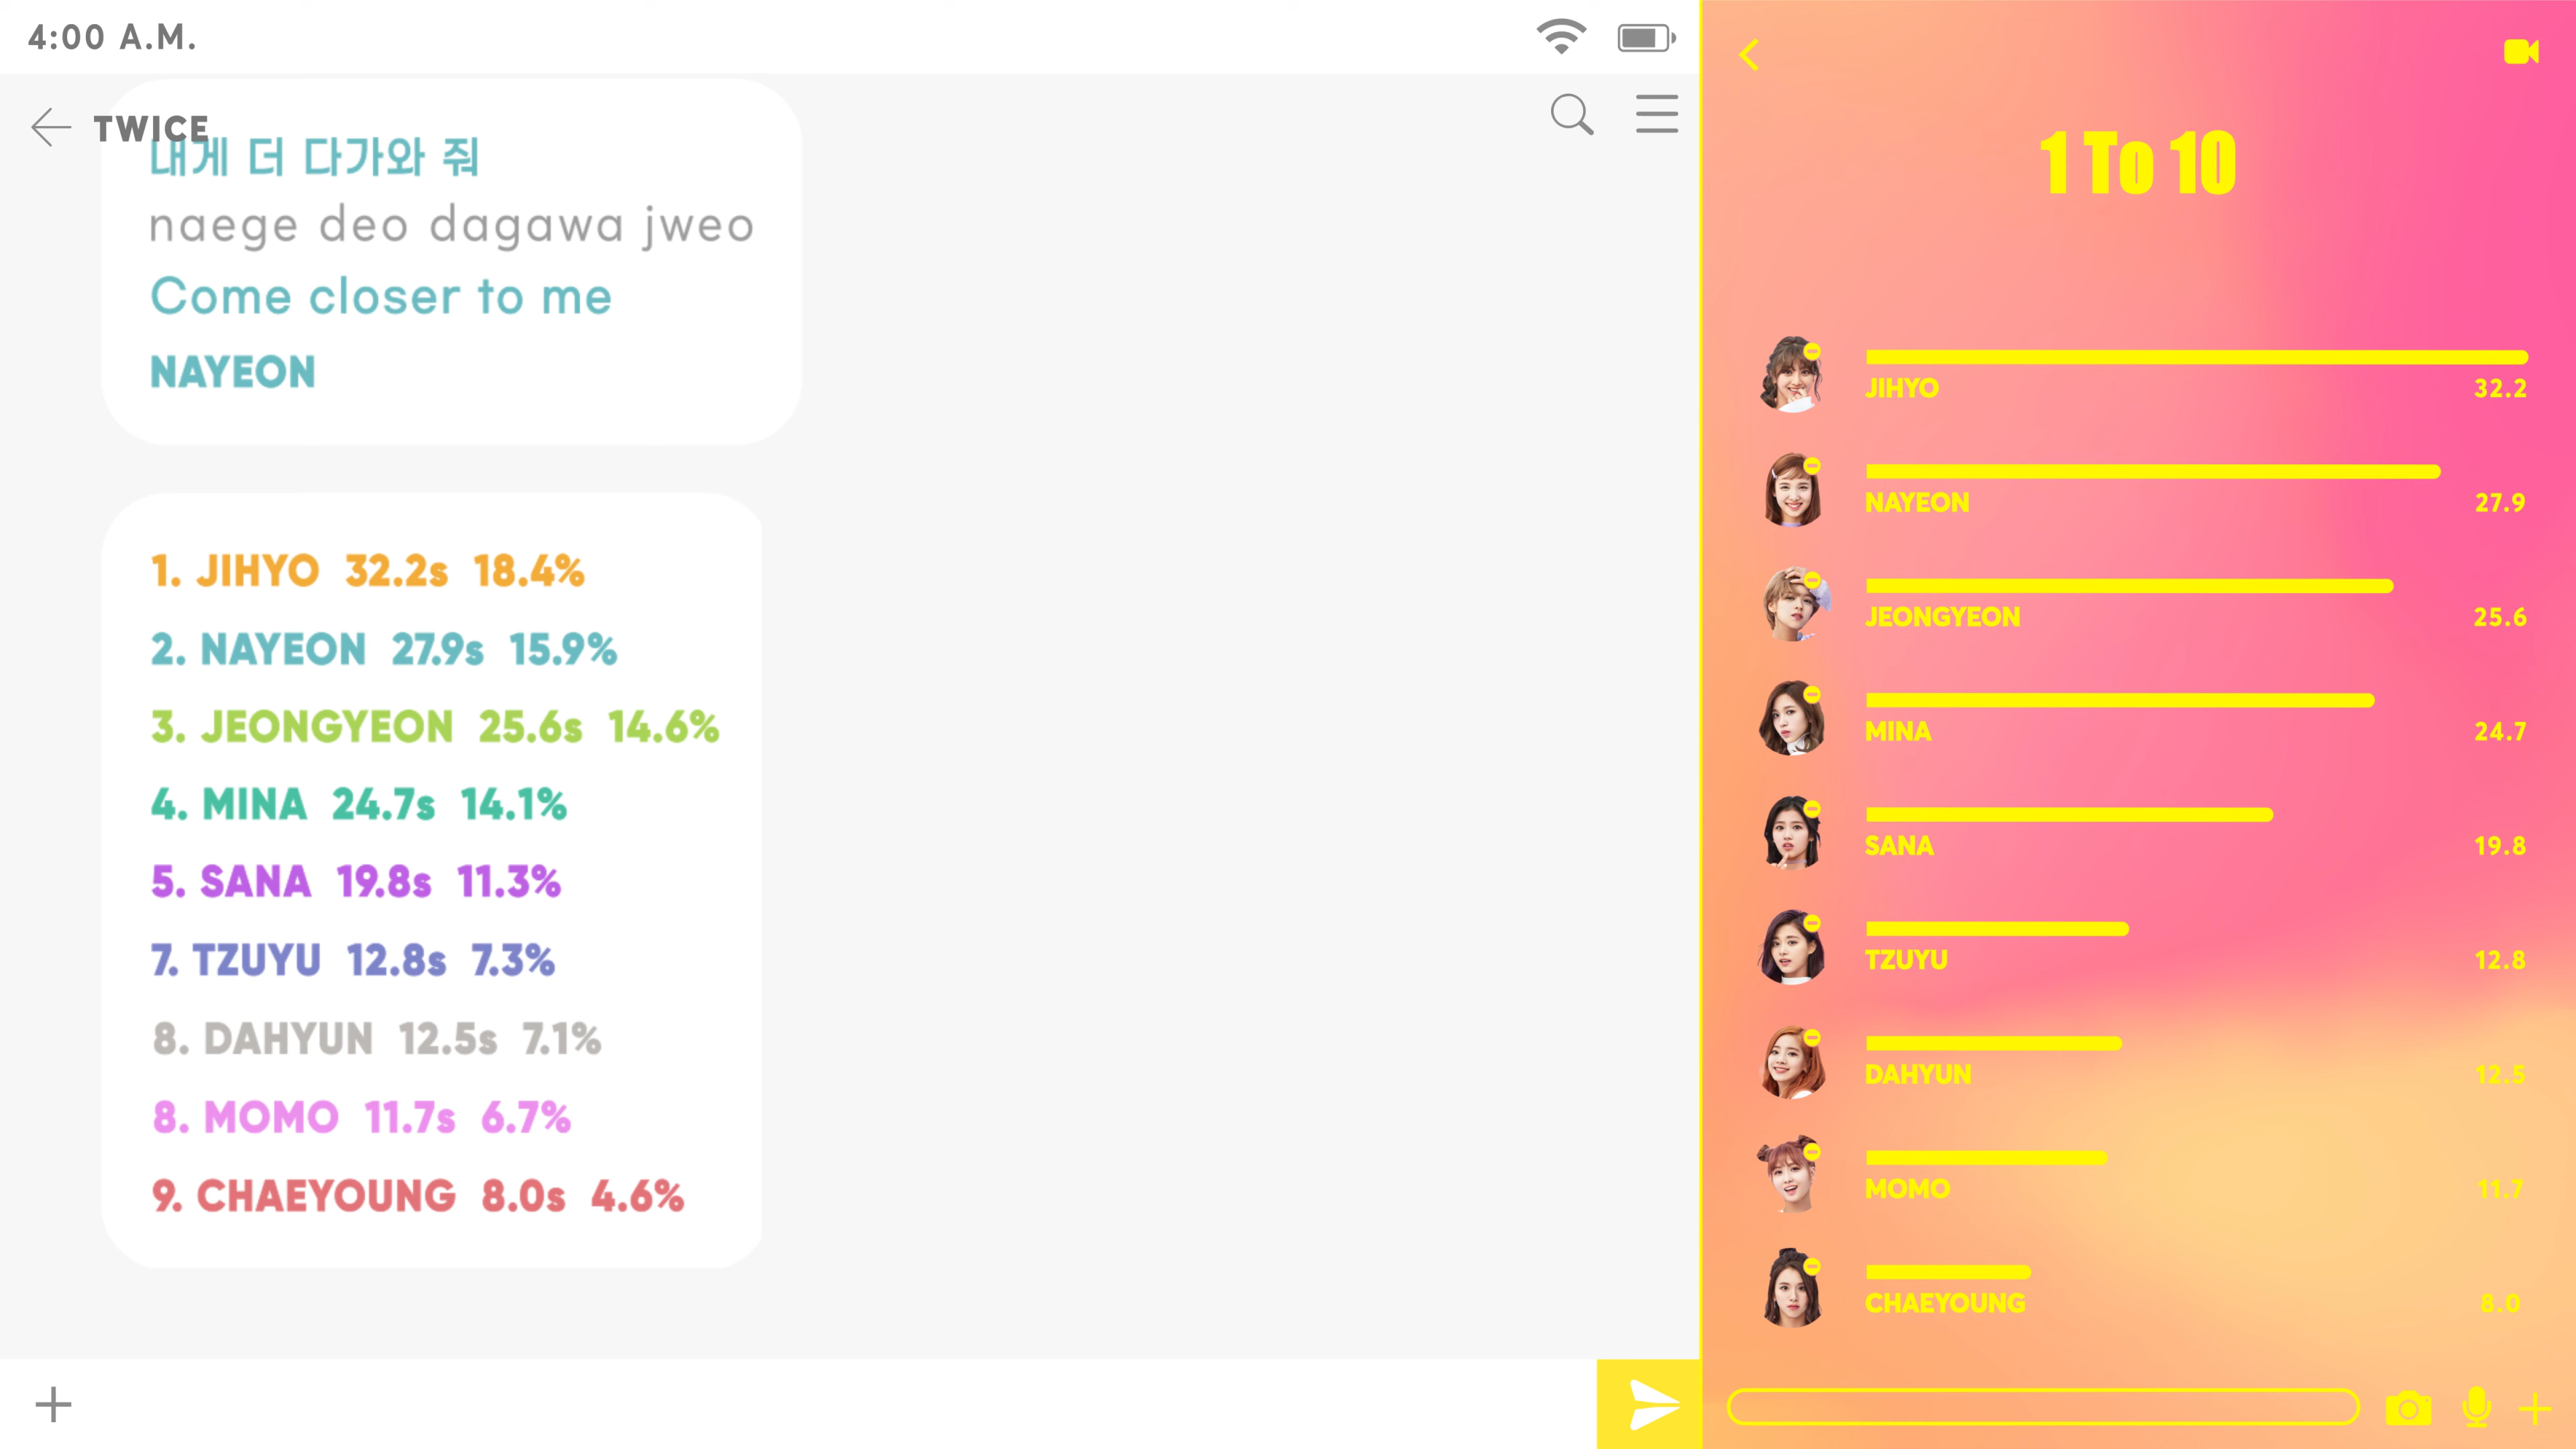 4:00 A.M.
TWICE
내게 더 다가와 줘
naege deo dagawa jweo
Come closer to me
NAYEON
1. JIHYO 32.2s 18.4%
2. NAYEON 27.9s 15.9%
3. JEONGYEON 25.6s 14.6%
4. MINA 24.7s 14.1%
5. SANA 19.8s 11.3%
7. TZUYU 12.8s 7.3%
8. DAHYUN 12.5s 7.1%
8. MOMO 11.7s 6.7%
9. CHAEYOUNG 8.0s 4.6%
1 To 10
JIHYO 32.2
NAYEON 27.9
JEONGYEON 25.6
MINA 24.7
SANA 19.8
TZUYU 12.8
DAHYUN 12.5
MOMO 11.7
CHAEYOUNG 8.0